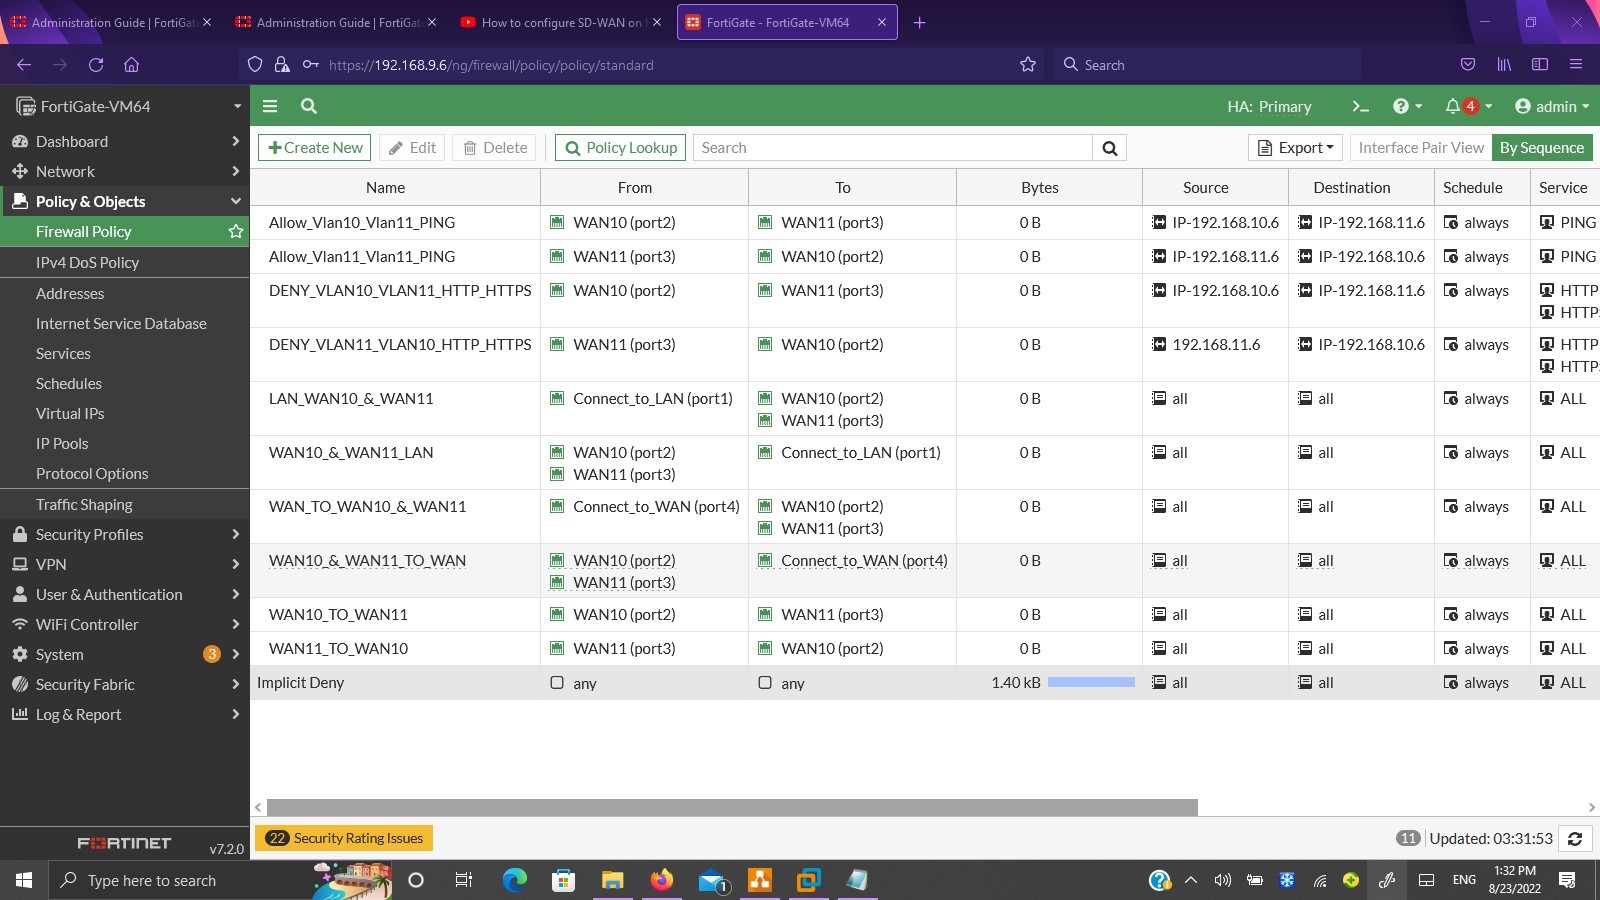 Administration Guide | FortiGat
Administration Guide | FortiGat
How to configure SD-WAN on
FortiGate - FortiGate-VM64
https://192.168.9.6/ng/firewall/policy/policy/standard
Search
FortiGate-VM64
HA: Primary
4
admin
Dashboard
Network
Policy & Objects
Firewall Policy
IPv4 DoS Policy
Addresses
Internet Service Database
Services
Schedules
Virtual IPs
IP Pools
Protocol Options
Traffic Shaping
Security Profiles
VPN
User & Authentication
WiFi Controller
System 3
Security Fabric
Log & Report
FORTINET v7.2.0
+Create New Edit Delete Policy Lookup Search Export Interface Pair View By Sequence
Name From To Bytes Source Destination Schedule Service
Allow_Vlan10_Vlan11_PING WAN10 (port2) WAN11 (port3) 0 B IP-192.168.10.6 IP-192.168.11.6 always PING
Allow_Vlan11_Vlan11_PING WAN11 (port3) WAN10 (port2) 0 B IP-192.168.11.6 IP-192.168.10.6 always PING
DENY_VLAN10_VLAN11_HTTP_HTTPS WAN10 (port2) WAN11 (port3) 0 B IP-192.168.10.6 IP-192.168.11.6 always HTTP
HTTPS
DENY_VLAN11_VLAN10_HTTP_HTTPS WAN11 (port3) WAN10 (port2) 0 B 192.168.11.6 IP-192.168.10.6 always HTTP
HTTPS
LAN_WAN10_&_WAN11 Connect_to_LAN (port1) WAN10 (port2) 0 B all all always ALL
WAN11 (port3)
WAN10_&_WAN11_LAN WAN10 (port2) Connect_to_LAN (port1) 0 B all all always ALL
WAN11 (port3)
WAN_TO_WAN10_&_WAN11 Connect_to_WAN (port4) WAN10 (port2) 0 B all all always ALL
WAN11 (port3)
WAN10_&_WAN11_TO_WAN WAN10 (port2) Connect_to_WAN (port4) 0 B all all always ALL
WAN11 (port3)
WAN10_TO_WAN11 WAN10 (port2) WAN11 (port3) 0 B all all always ALL
WAN11_TO_WAN10 WAN11 (port3) WAN10 (port2) 0 B all all always ALL
Implicit Deny any any 1.40 kB all all always ALL
22 Security Rating Issues
11 Updated: 03:31:53
Type here to search
1
ENG
1:32 PM
8/23/2022